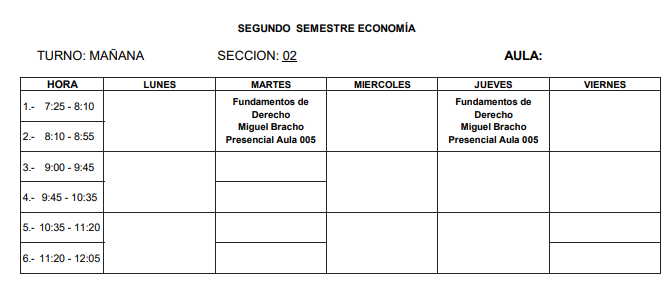 SEGUNDO SEMESTRE ECONOMÍA
TURNO: MAÑANA SECCION: 02 AULA:
HORA LUNES MARTES MIERCOLES JUEVES VIERNES
1.- 7:25 - 8:10
Fundamentos de
Derecho
Miguel Bracho
Presencial Aula 005
Fundamentos de
Derecho
Miguel Bracho
Presencial Aula 005
2.- 8:10 - 8:55
3.- 9:00 - 9:45
4.- 9:45 - 10:35
5.- 10:35 - 11:20
6.- 11:20 - 12:05